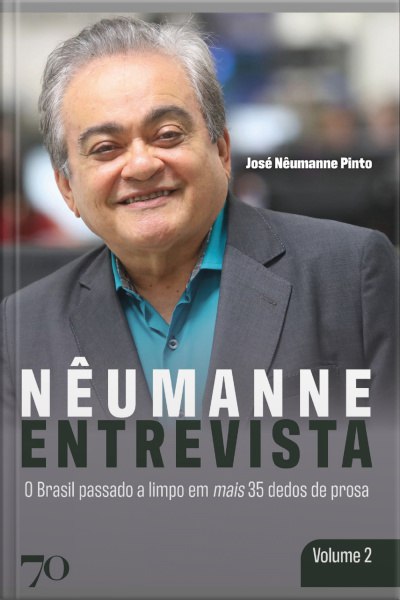 José Nêumanne Pinto
NÊUMANNE
ENTREVISTA
O Brasil passado a limpo em mais 35 dedos de prosa
Volume 2
70